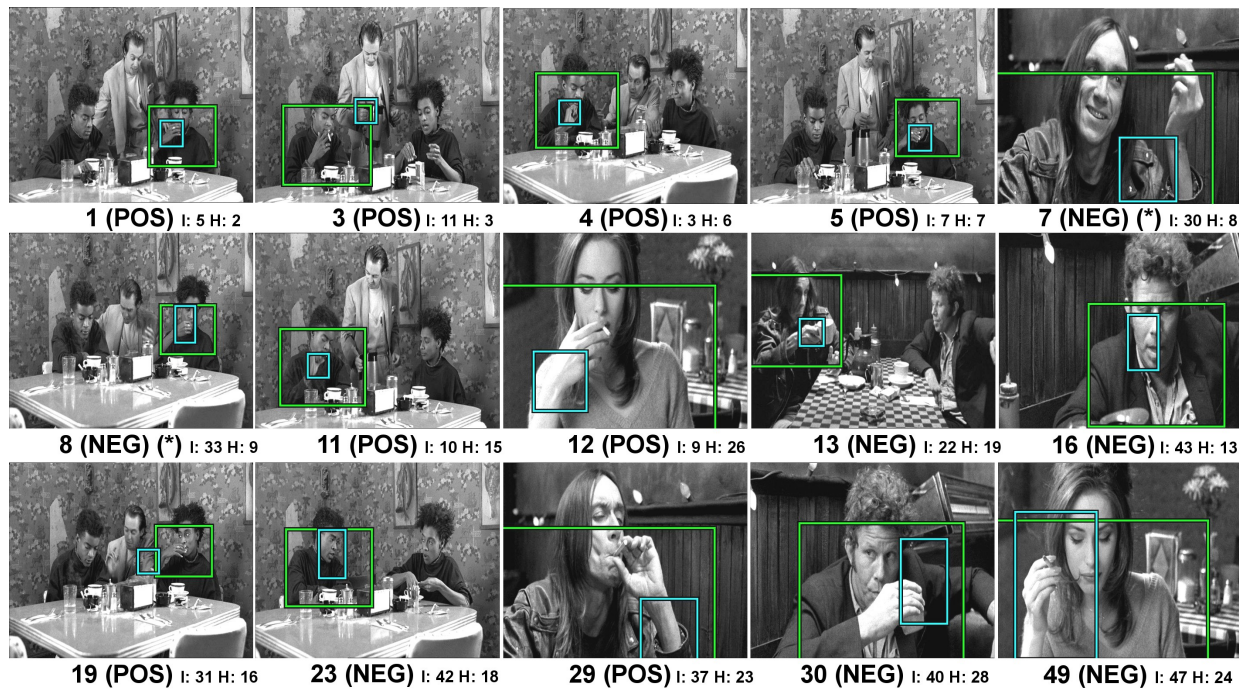 1 (POS) I: 5 H: 2
3 (POS) I: 11 H: 3
4 (POS) I: 3 H: 6
5 (POS) I: 7 H: 7
7 (NEG) (*) I: 30 H: 8
8 (NEG) (*) I: 33 H: 9
11 (POS) I: 10 H: 15
12 (POS) I: 9 H: 26
13 (NEG) I: 22 H: 19
16 (NEG) I: 43 H: 13
19 (POS) I: 31 H: 16
23 (NEG) I: 42 H: 18
29 (POS) I: 37 H: 23
30 (NEG) I: 40 H: 28
49 (NEG) I: 47 H: 24